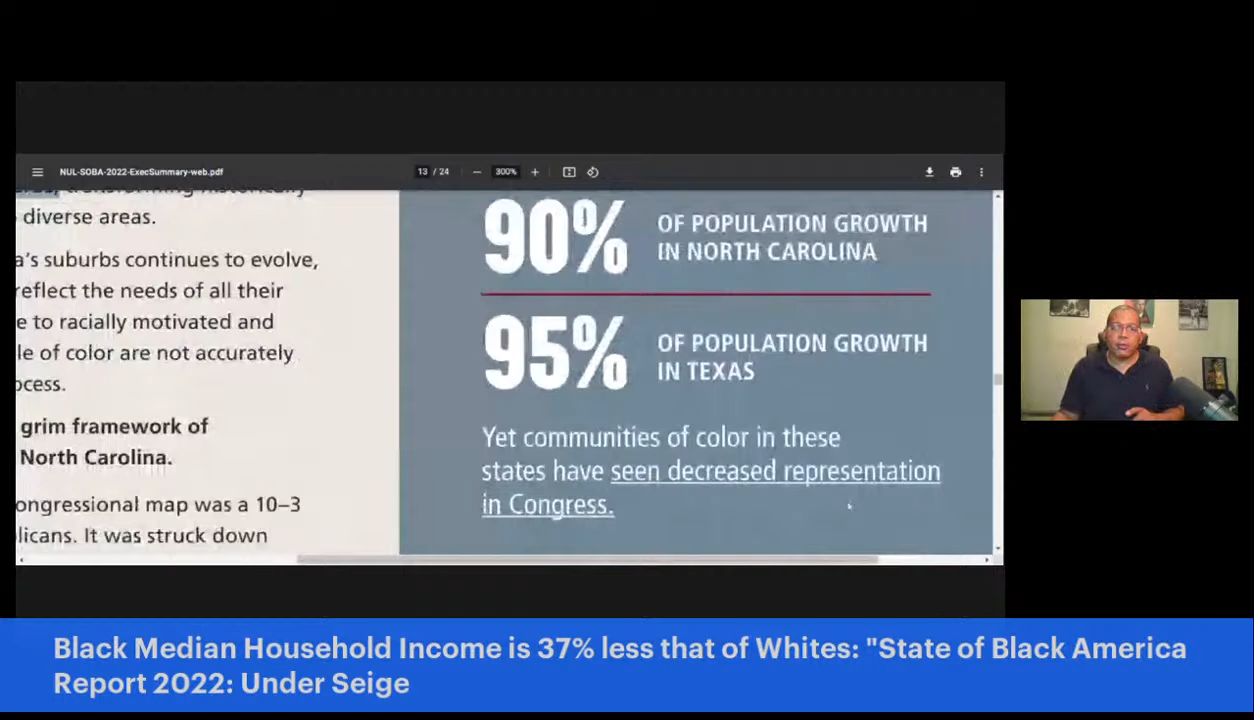 NUL-SOBA-2022-ExecSummary-web.pdf
13 / 24
300%
diverse areas.
a's suburbs continues to evolve,
reflect the needs of all their
e to racially motivated and
le of color are not accurately
ocess.
grim framework of
North Carolina.
ongressional map was a 10–3
licans. It was struck down
90% OF POPULATION GROWTH
IN NORTH CAROLINA
95% OF POPULATION GROWTH
IN TEXAS
Yet communities of color in these
states have seen decreased representation
in Congress.
Black Median Household Income is 37% less that of Whites: "State of Black America
Report 2022: Under Seige